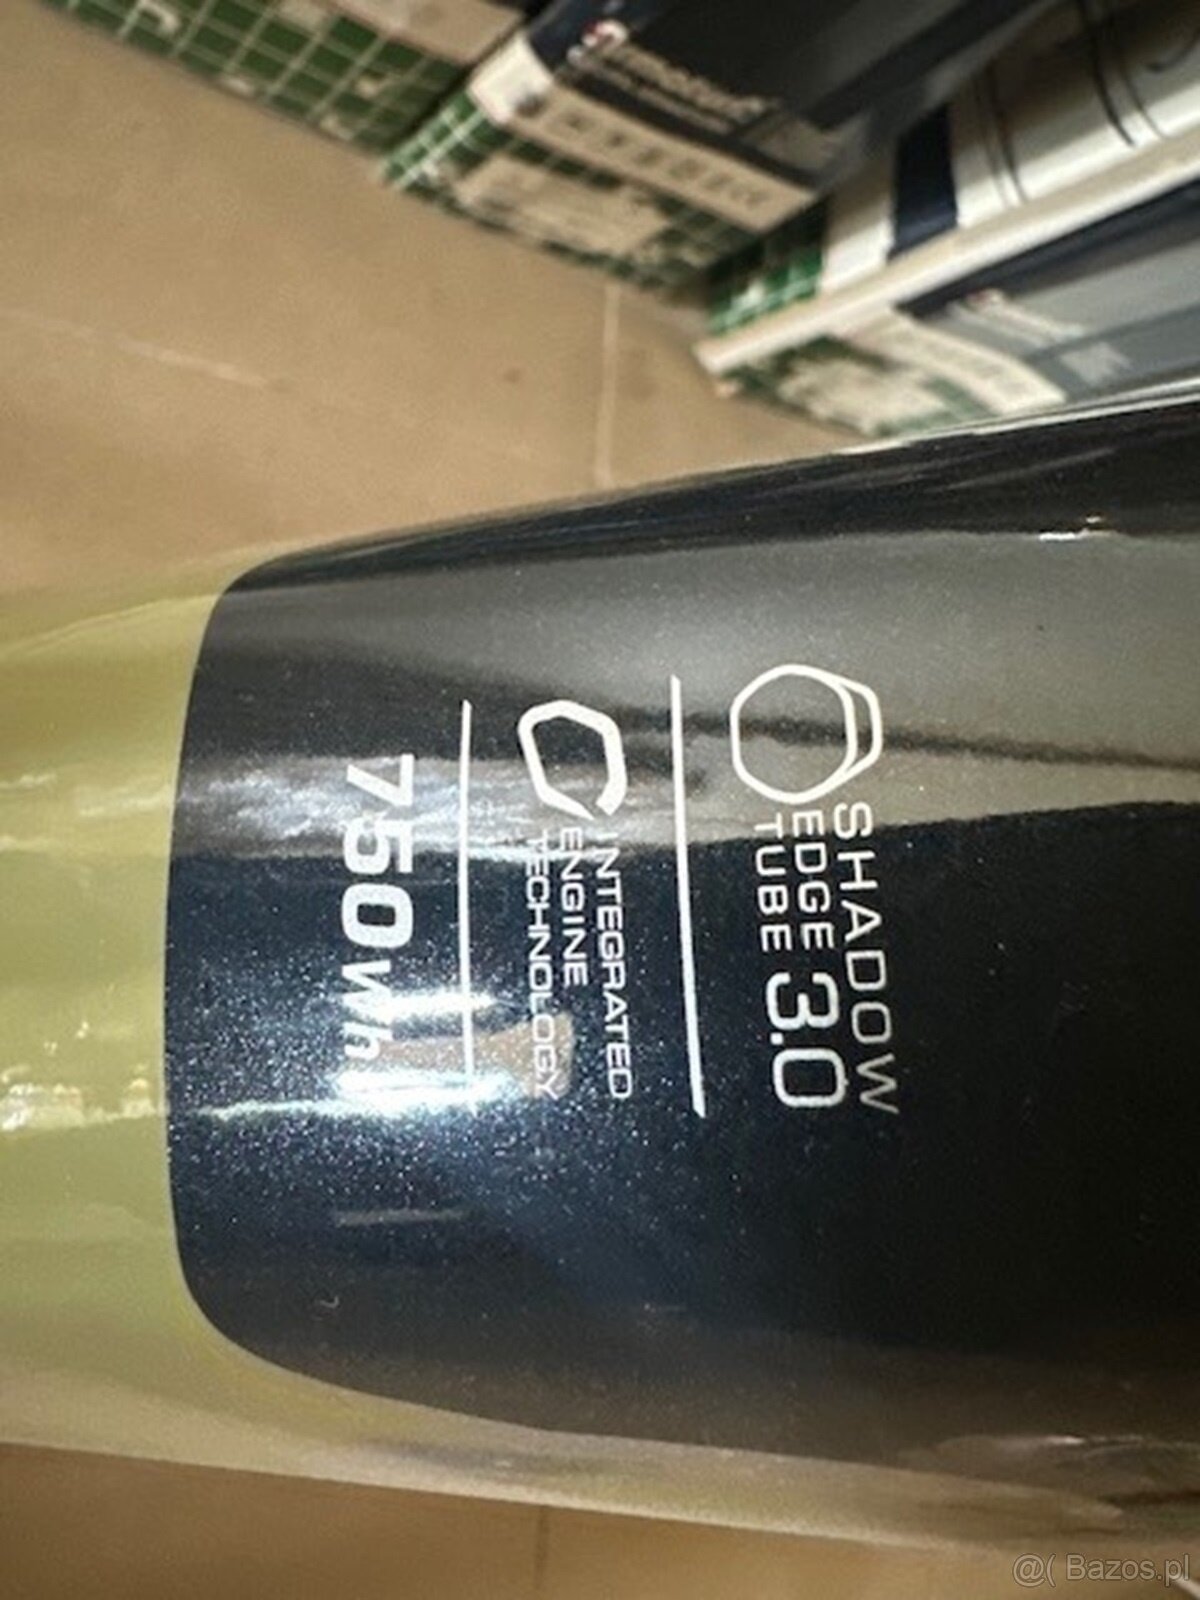 SHADOW
EDGE
TUBE 3.0
INTEGRATED
ENGINE
TECHNOLOGY
750Wh
@( Bazos.pl